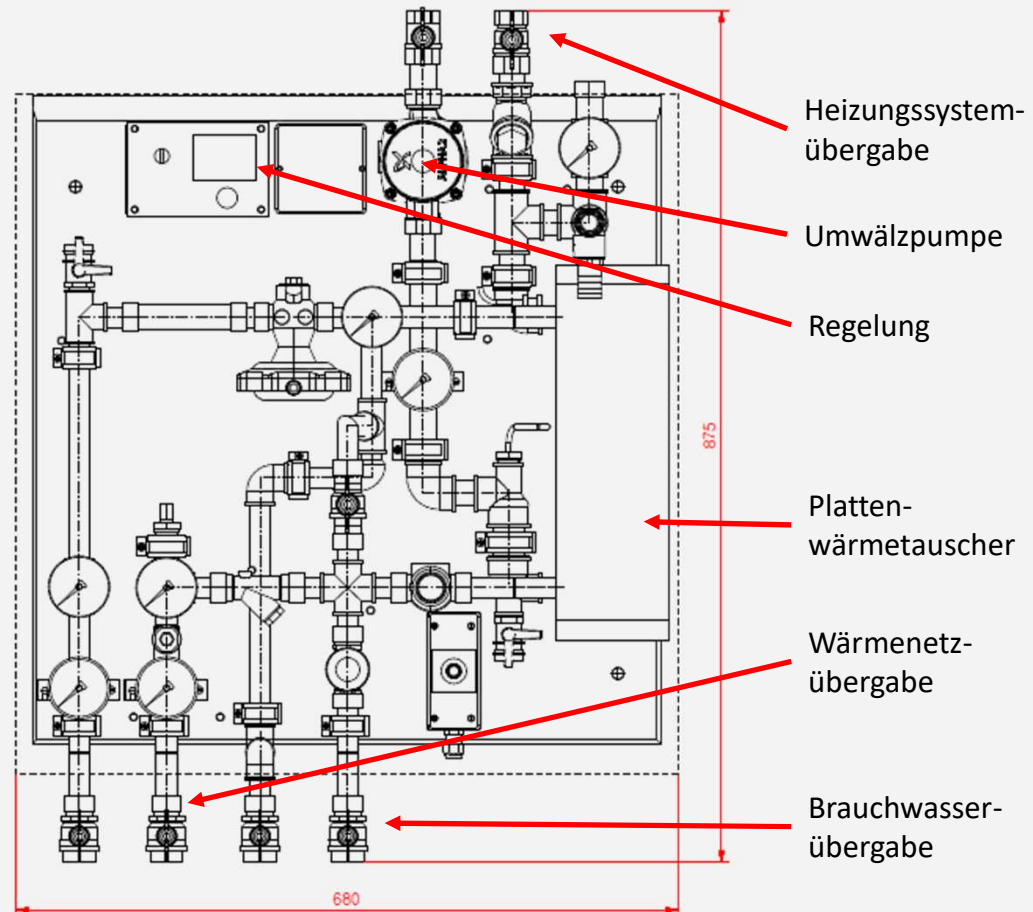 Heizungssystem-
übergabe
Umwälzpumpe
Regelung
875
Platten-
wärmetauscher
Wärmenetz-
übergabe
Brauchwasser-
übergabe
680